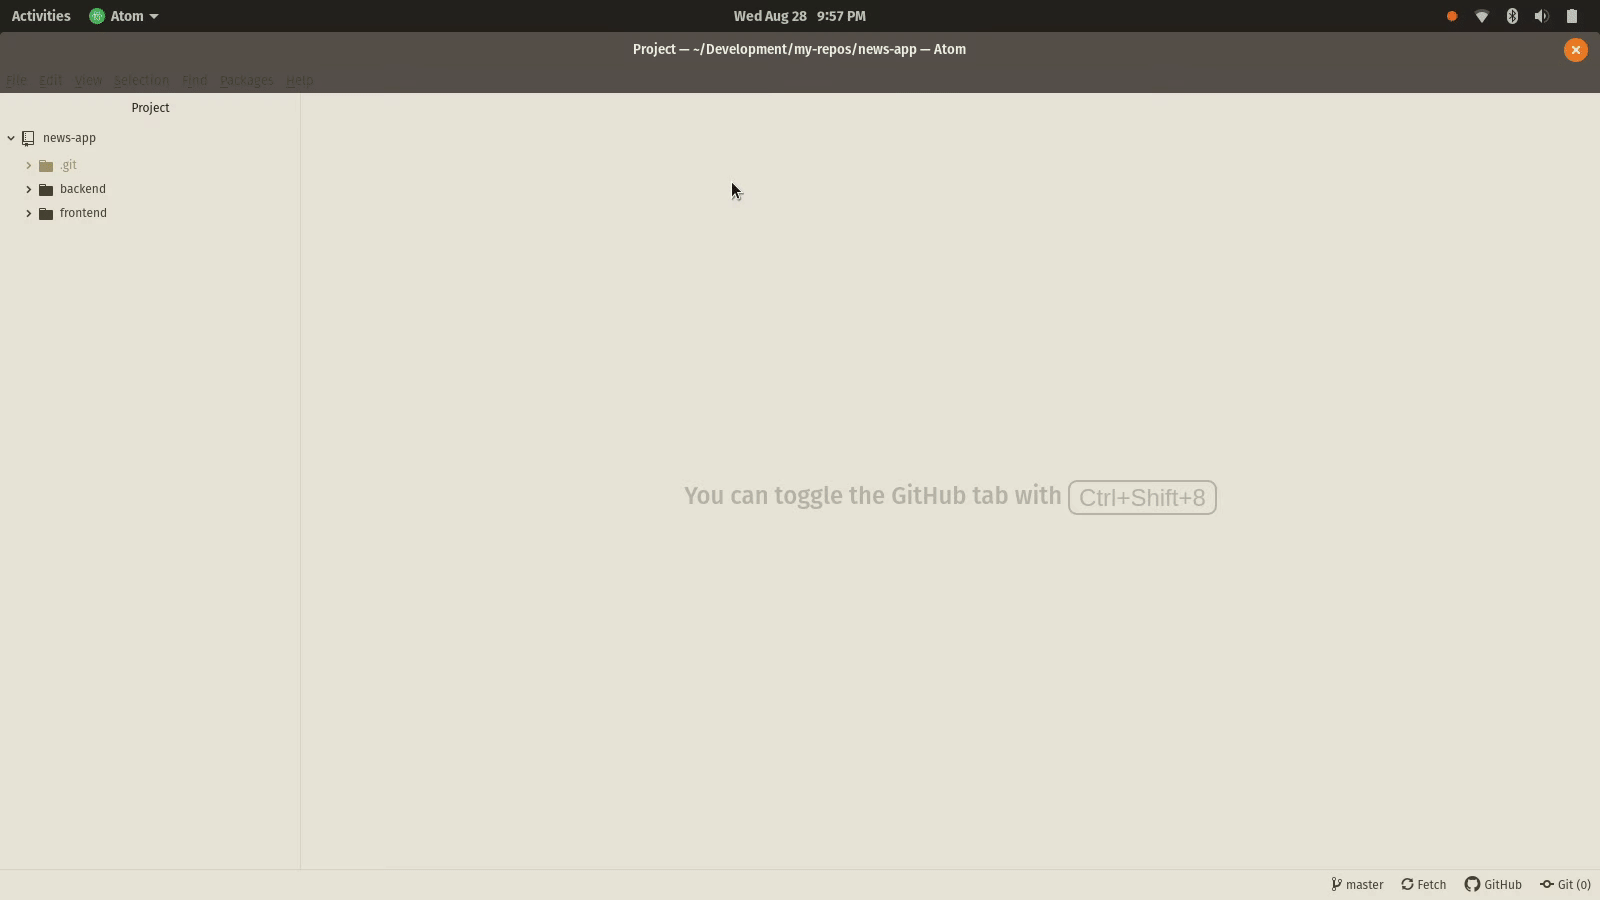 Activities Atom Wed Aug 28 9:57 PM
Project — ~/Development/my-repos/news-app — Atom
File Edit View Selection Find Packages Help
Project
news-app
.git
backend
frontend
You can toggle the GitHub tab with Ctrl+Shift+8
master Fetch GitHub Git (0)